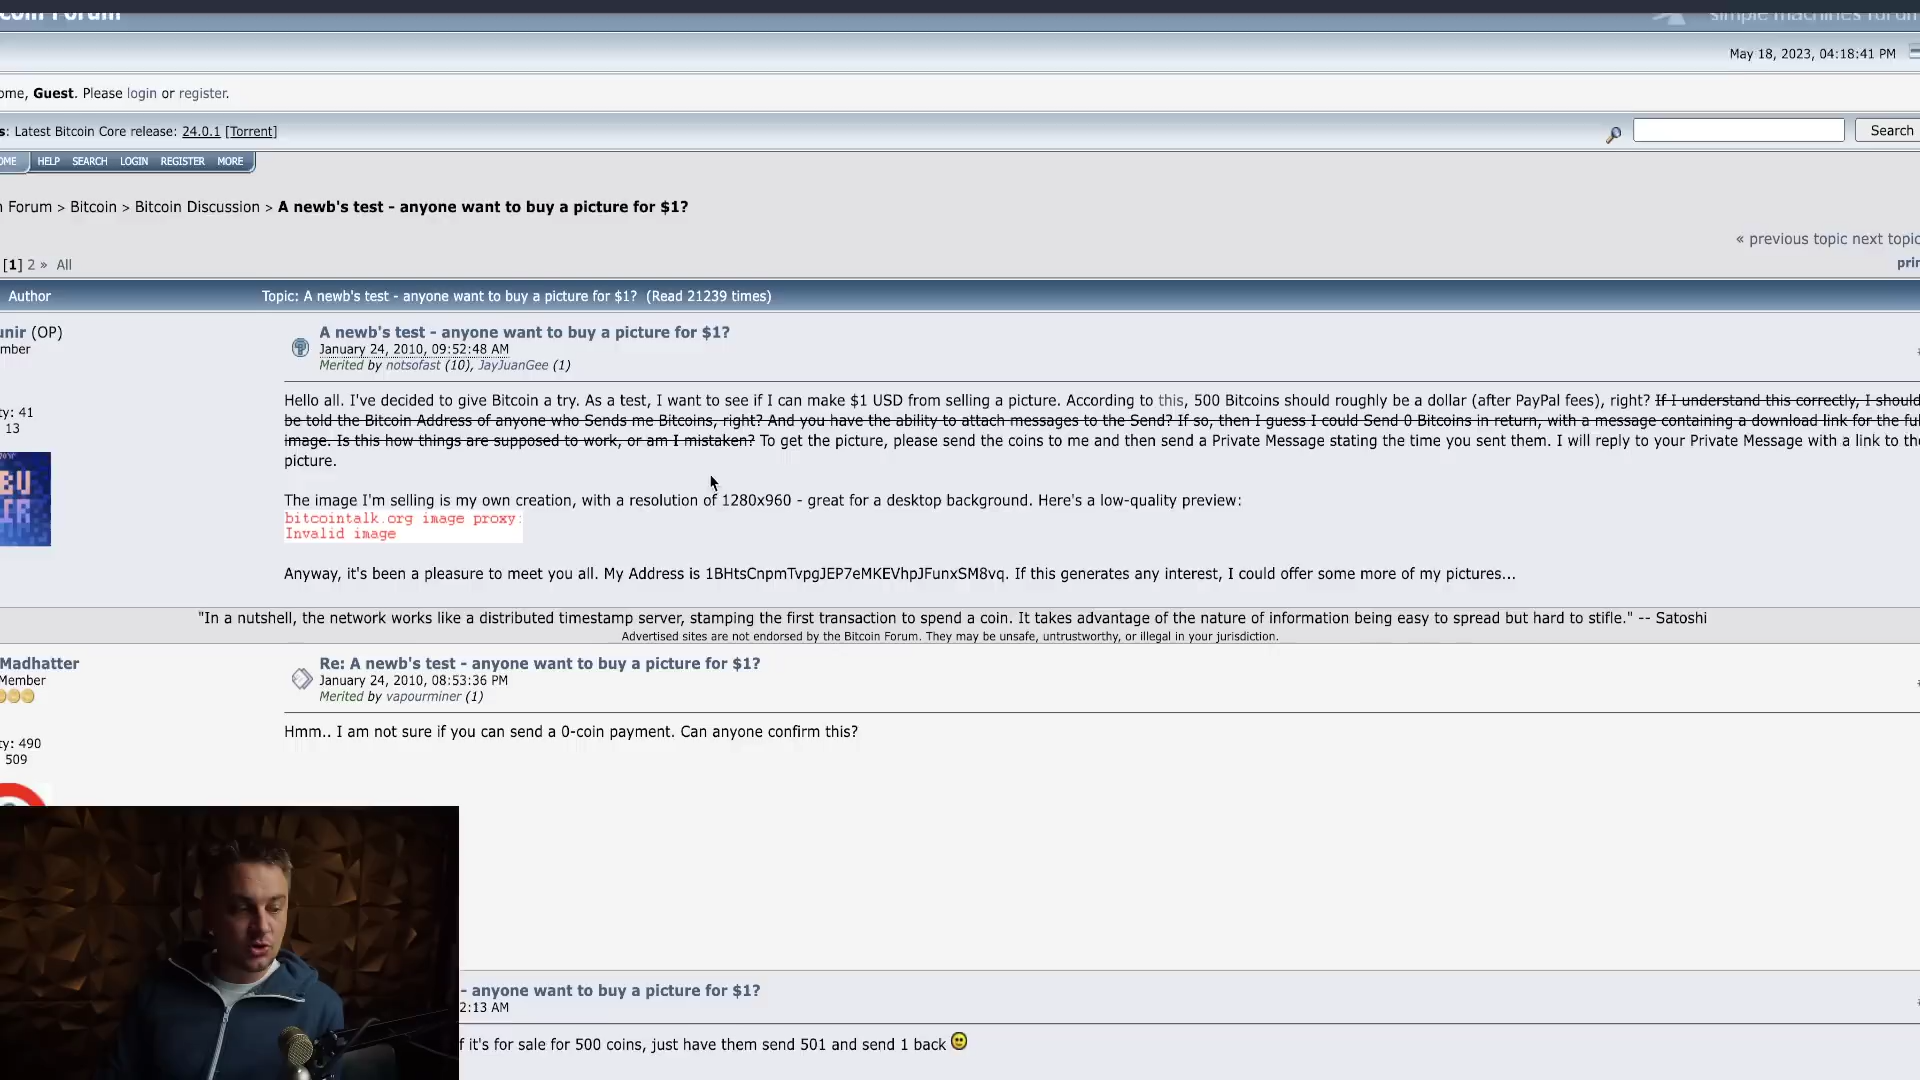 coin Forum
simple machines forum
May 18, 2023, 04:18:41 PM
ome, Guest. Please login or register.
s: Latest Bitcoin Core release: 24.0.1 [Torrent]
Search
OME HELP SEARCH LOGIN REGISTER MORE
n Forum > Bitcoin > Bitcoin Discussion > A newb's test - anyone want to buy a picture for $1?
« previous topic next topic
[1] 2 » All
prin
Author Topic: A newb's test - anyone want to buy a picture for $1? (Read 21239 times)
unir (OP)
mber
A newb's test - anyone want to buy a picture for $1?
January 24, 2010, 09:52:48 AM
Merited by notsofast (10), JayJuanGee (1)
ty: 41
13
BU
IR
Hello all. I've decided to give Bitcoin a try. As a test, I want to see if I can make $1 USD from selling a picture. According to this, 500 Bitcoins should roughly be a dollar (after PayPal fees), right? If I understand this correctly, I should
be told the Bitcoin Address of anyone who Sends me Bitcoins, right? And you have the ability to attach messages to the Send? If so, then I guess I could Send 0 Bitcoins in return, with a message containing a download link for the ful
image. Is this how things are supposed to work, or am I mistaken? To get the picture, please send the coins to me and then send a Private Message stating the time you sent them. I will reply to your Private Message with a link to the
picture.
The image I'm selling is my own creation, with a resolution of 1280x960 - great for a desktop background. Here's a low-quality preview:
bitcointalk.org image proxy:
Invalid image
Anyway, it's been a pleasure to meet you all. My Address is 1BHtsCnpmTvpgJEP7eMKEVhpJFunxSM8vq. If this generates any interest, I could offer some more of my pictures...
"In a nutshell, the network works like a distributed timestamp server, stamping the first transaction to spend a coin. It takes advantage of the nature of information being easy to spread but hard to stifle." -- Satoshi
Advertised sites are not endorsed by the Bitcoin Forum. They may be unsafe, untrustworthy, or illegal in your jurisdiction.
Madhatter
Member
Re: A newb's test - anyone want to buy a picture for $1?
January 24, 2010, 08:53:36 PM
Merited by vapourminer (1)
ty: 490
509
Hmm.. I am not sure if you can send a 0-coin payment. Can anyone confirm this?
- anyone want to buy a picture for $1?
2:13 AM
f it's for sale for 500 coins, just have them send 501 and send 1 back